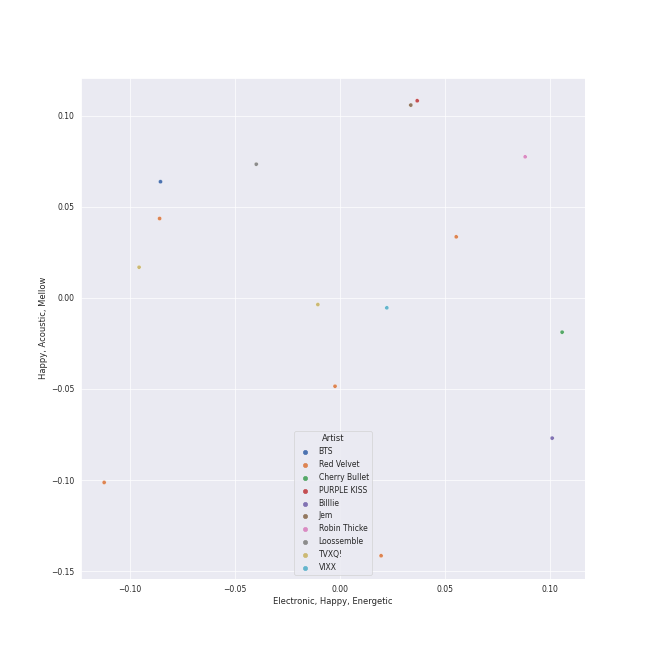 0.10
0.05
0.00
−0.05
−0.10
−0.15
Happy, Acoustic, Mellow
Artist
BTS
Red Velvet
Cherry Bullet
PURPLE KISS
Billlie
Jem
Robin Thicke
Loossemble
TVXQ!
VIXX
−0.10 −0.05 0.00 0.05 0.10
Electronic, Happy, Energetic